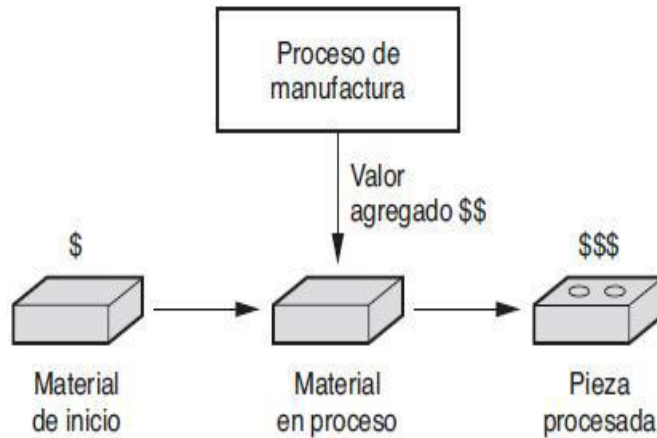 Proceso de
manufactura
Valor
agregado $$
$
$$$
Material
de inicio
Material
en proceso
Pieza
procesada